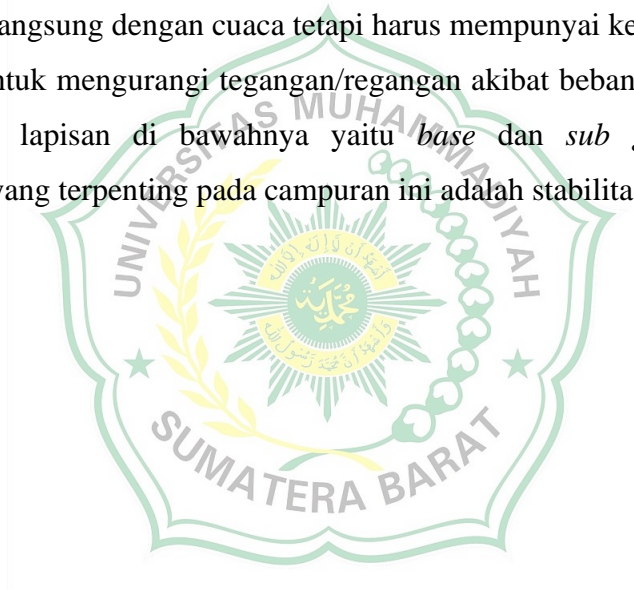 angsung dengan cuaca tetapi harus mempunyai ke
ntuk mengurangi tegangan/regangan akibat beban
lapisan di bawahnya yaitu base dan sub
yang terpenting pada campuran ini adalah stabilita
UNIVERSITAS MUHAMMADIYAH
SUMATERA BARAT